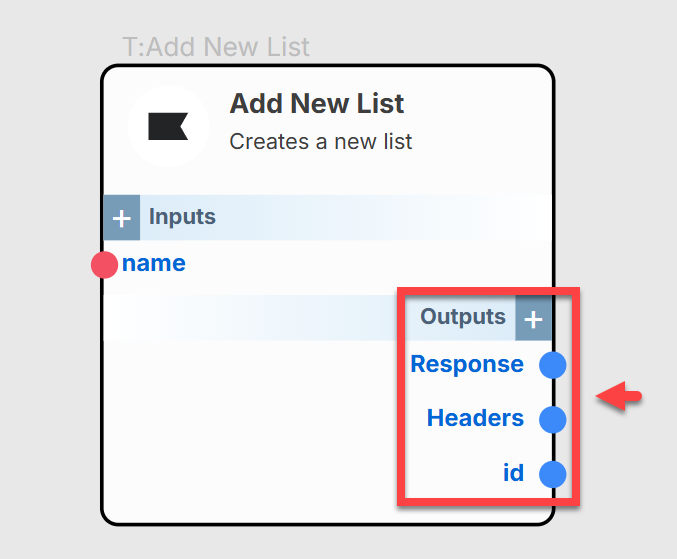 T:Add New List
Add New List
Creates a new list
+ Inputs
name
Outputs +
Response
Headers
id